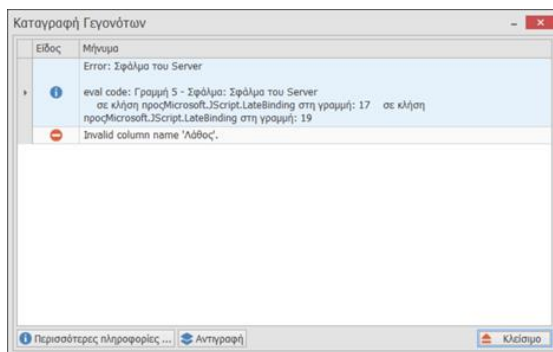 Καταγραφή Γεγονότων
Είδος Μήνυμα
Error: Σφάλμα του Server
eval code: Γραμμή 5 - Σφάλμα: Σφάλμα του Server
σε κλήση προςMicrosoft.JScript.LateBinding στη γραμμή: 17 σε κλήση
προςMicrosoft.JScript.LateBinding στη γραμμή: 19
Invalid column name 'Λάθος'.
Περισσότερες πληροφορίες ... Αντιγραφή Κλείσιμο